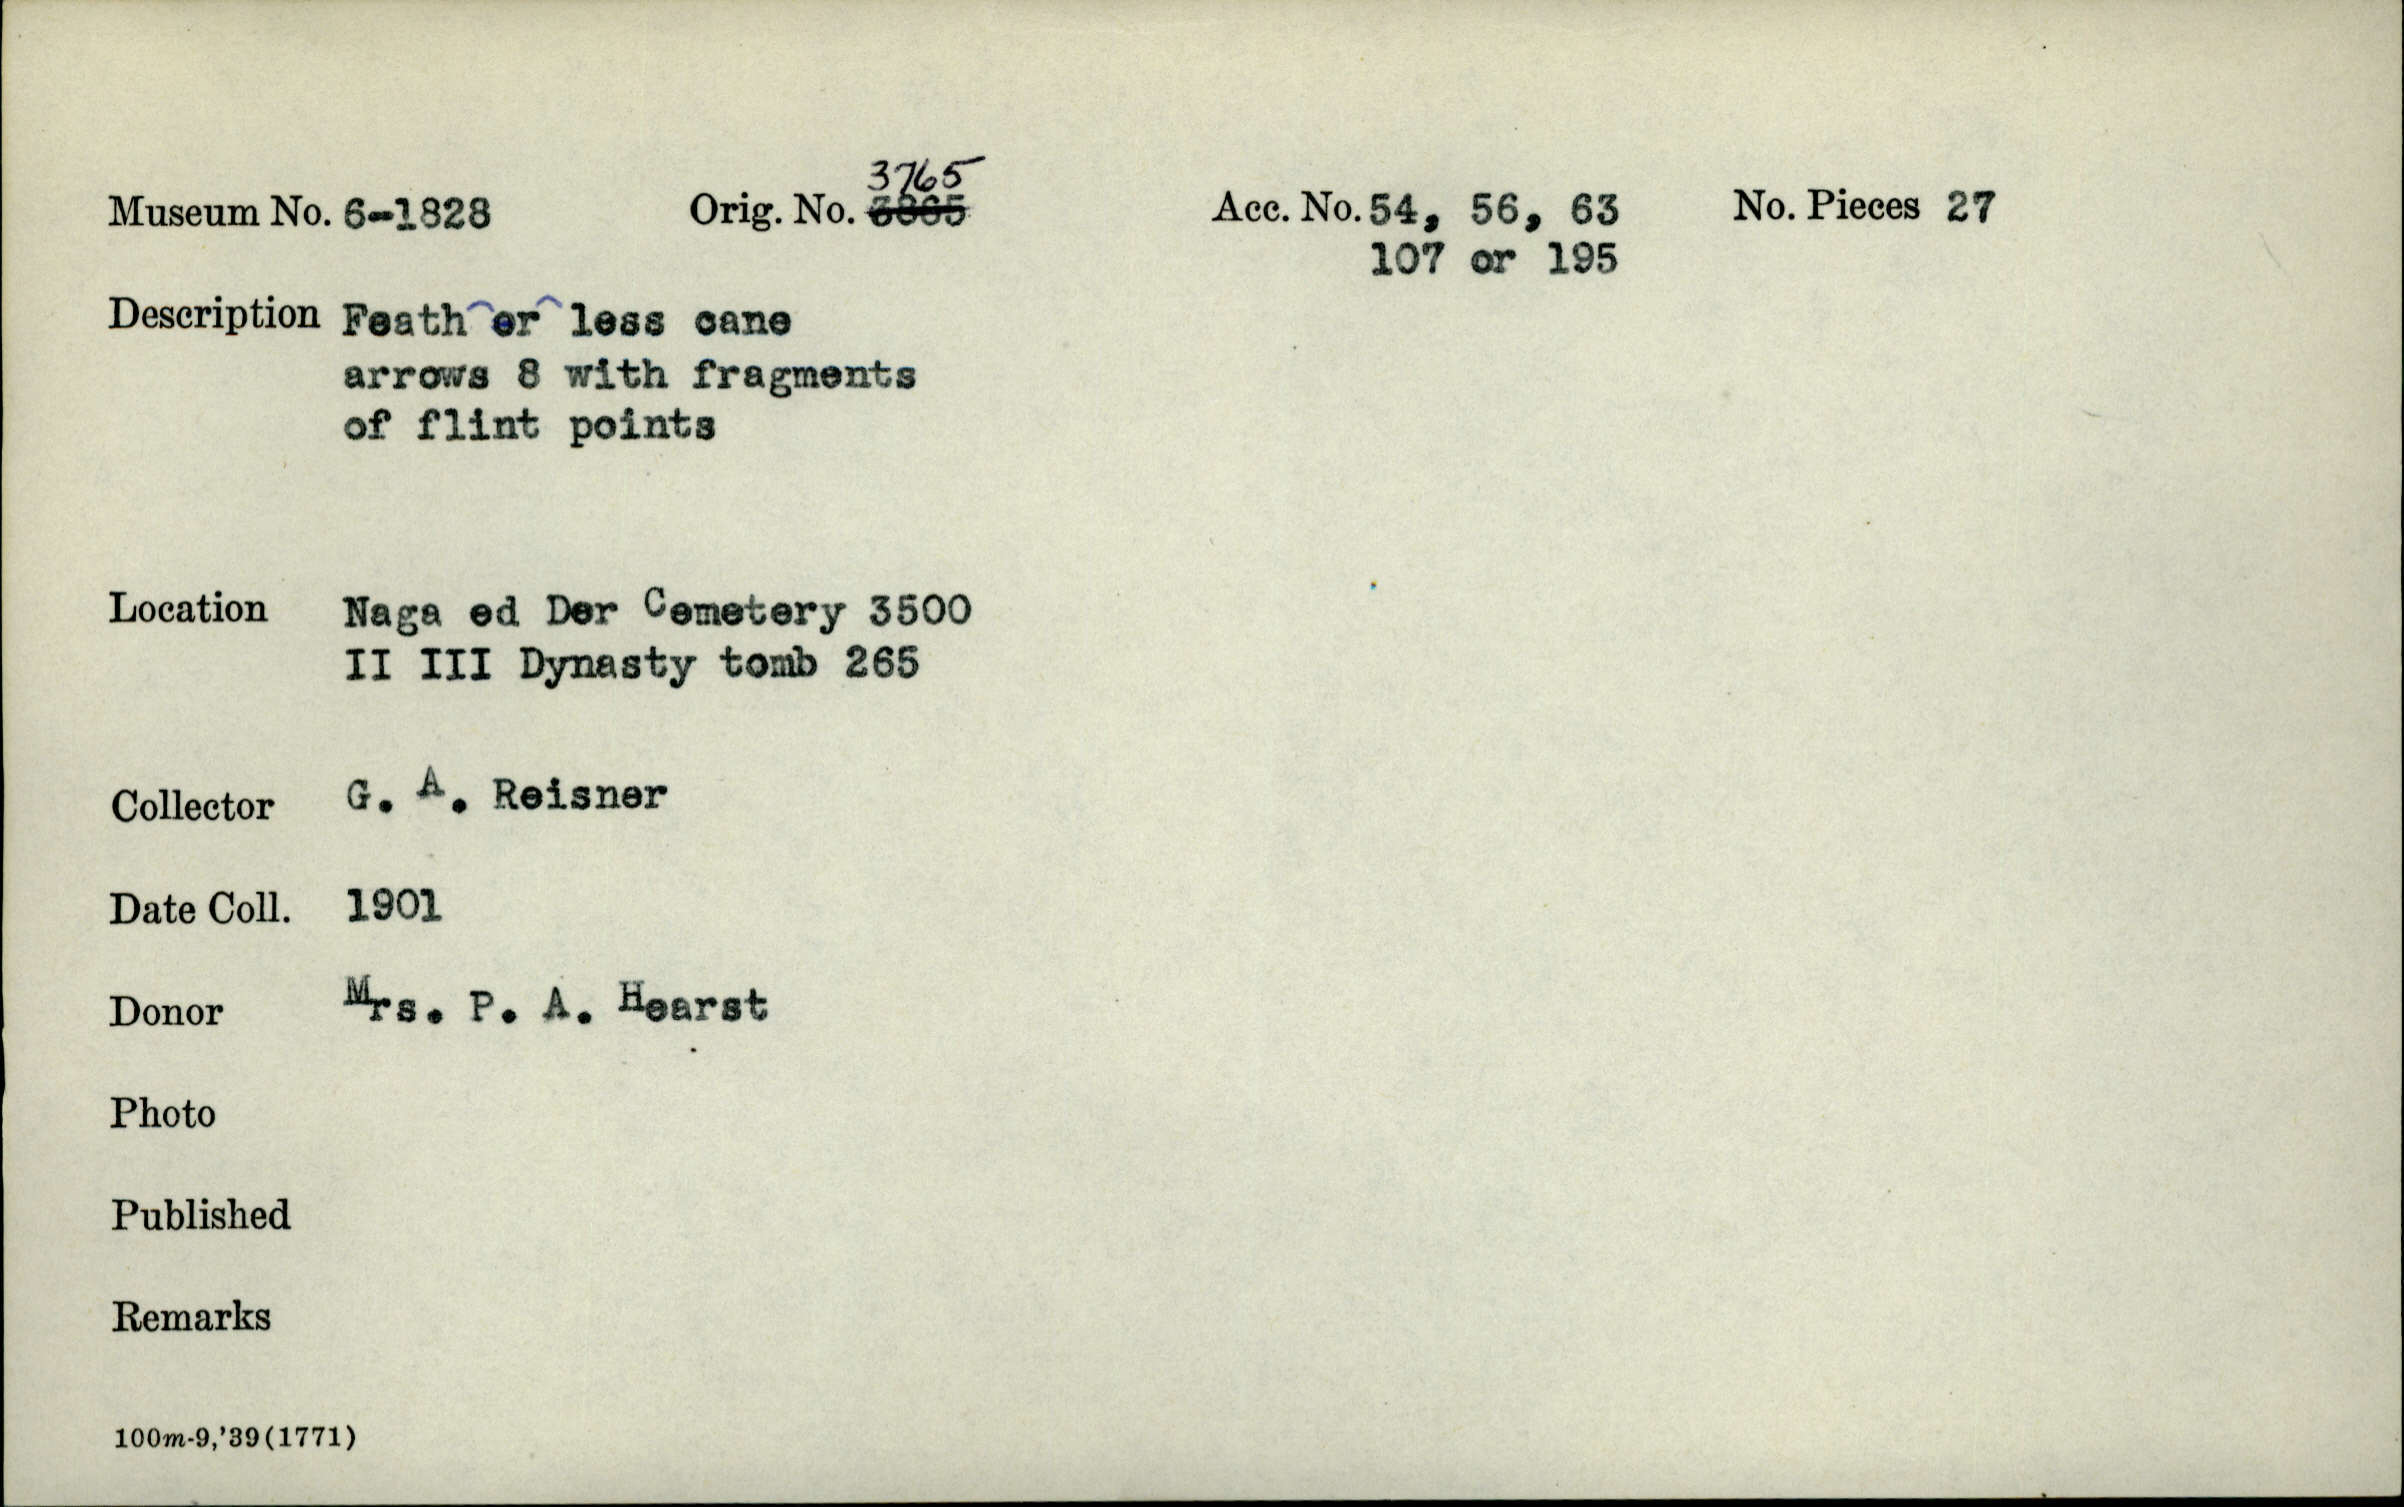 3765
Museum No. 6-1828 Orig. No. Acc. No. 54, 56, 63 No. Pieces 27
107 or 195
Description Feath er less cane
arrows 8 with fragments
of flint points
Location Naga ed Der Cemetery 3500
II III Dynasty tomb 265
Collector G. A. Reisner
Date Coll. 1901
Donor Mrs. P. A. Hearst
Photo
Published
Remarks
100m-9,'39(1771)